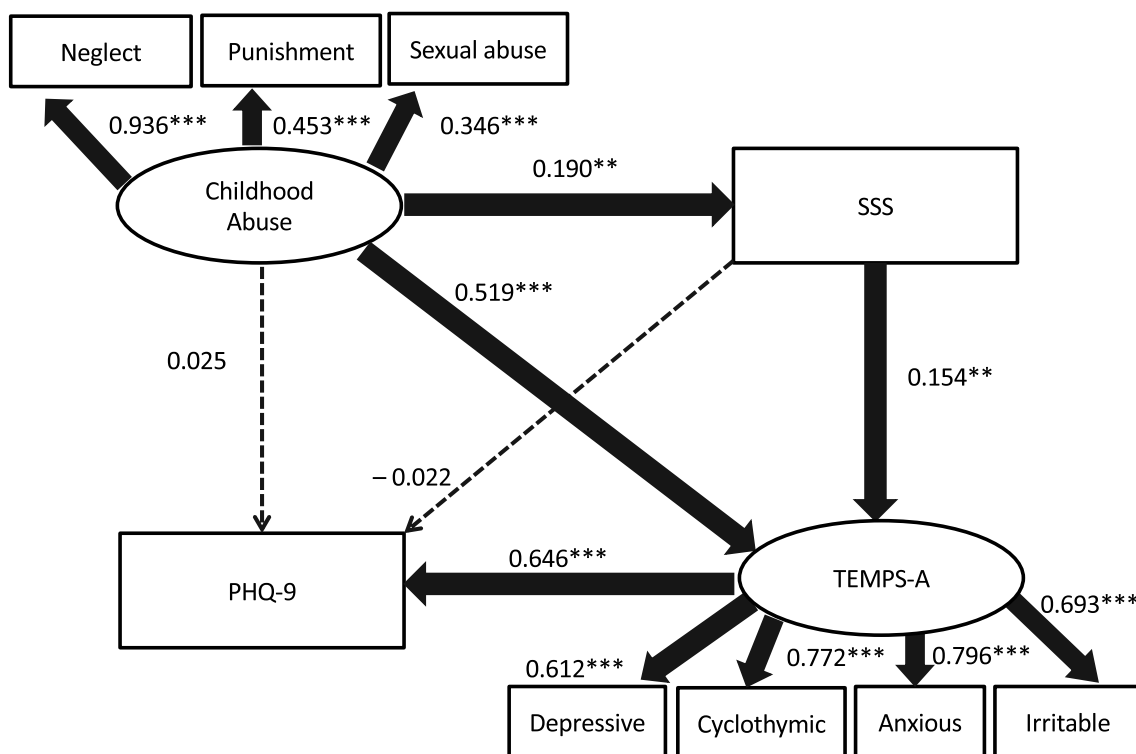 Neglect
Punishment
Sexual abuse
0.936***
0.453***
0.346***
Childhood
Abuse
0.190**
SSS
0.519***
0.025
0.154**
– 0.022
PHQ-9
0.646***
TEMPS-A
0.612***
0.772***
0.796***
0.693***
Depressive
Cyclothymic
Anxious
Irritable